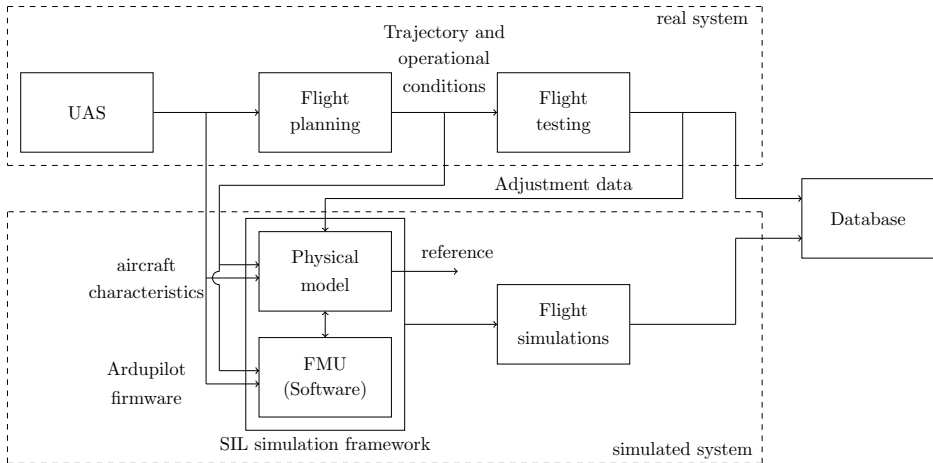 real system
Trajectory and
operational
conditions
UAS
Flight
planning
Flight
testing
Adjustment data
Database
Physical
model
reference
aircraft
characteristics
Flight
simulations
FMU
(Software)
Ardupilot
firmware
SIL simulation framework
simulated system